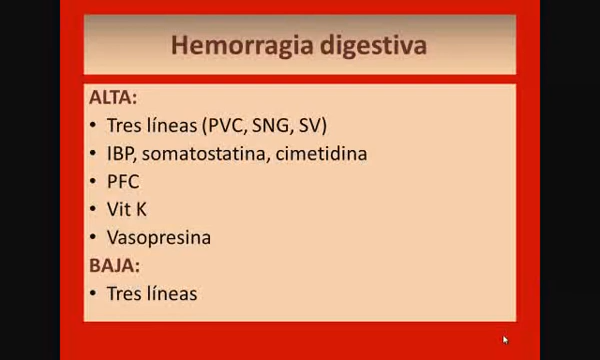 Hemorragia digestiva
ALTA:
• Tres líneas (PVC, SNG, SV)
• IBP, somatostatina, cimetidina
• PFC
• Vit K
• Vasopresina
BAJA:
• Tres líneas